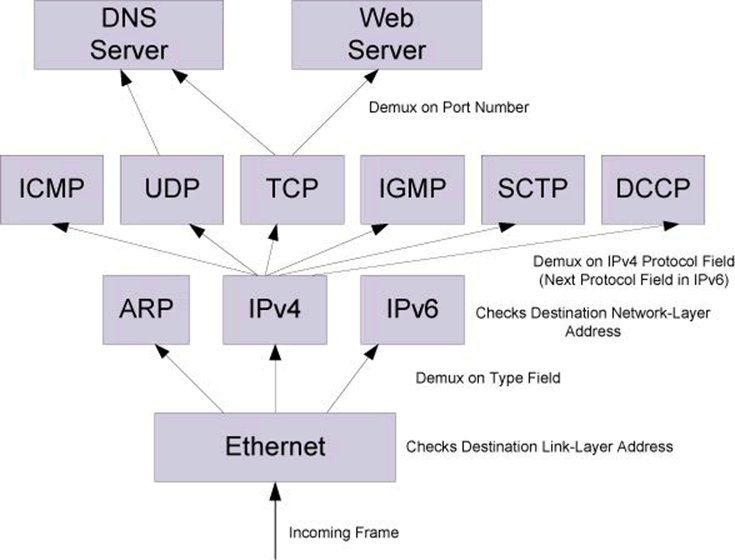 DNS
Server
Web
Server
Demux on Port Number
ICMP
UDP
TCP
IGMP
SCTP
DCCP
Demux on IPv4 Protocol Field
(Next Protocol Field in IPv6)
ARP
IPv4
IPv6
Checks Destination Network-Layer
Address
Demux on Type Field
Ethernet
Checks Destination Link-Layer Address
Incoming Frame